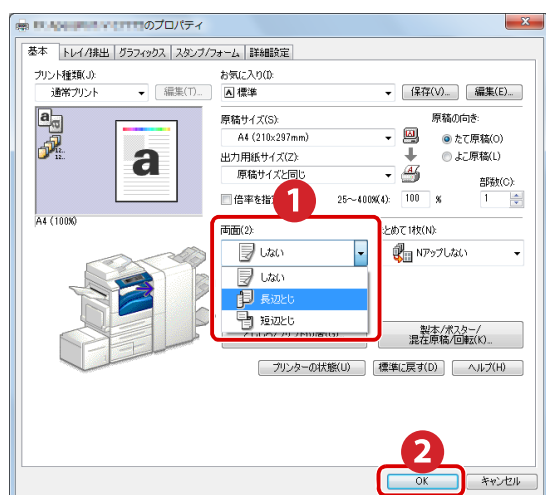 のプロパティ
基本 トレイ/排出 グラフィックス スタンプ/フォーム 詳細設定
プリント種類(J):
通常プリント 編集(T)...
お気に入り(I):
A 標準 保存(V)... 編集(E)...
原稿サイズ(S):
A4 (210x297mm)
原稿の向き:
たて原稿(O)
よこ原稿(L)
出力用紙サイズ(Z):
原稿サイズと同じ
部数(C):
倍率を指
25～400%(4): 100 % 1
1
A4 (100%)
両面(2):
しない
しない
長辺とじ
短辺とじ
とめて1枚(N):
Nアップしない
製本/ポスター/
混在原稿/回転(K)...
プリンターの状態(U) 標準に戻す(D) ヘルプ(H)
2
OK キャンセル